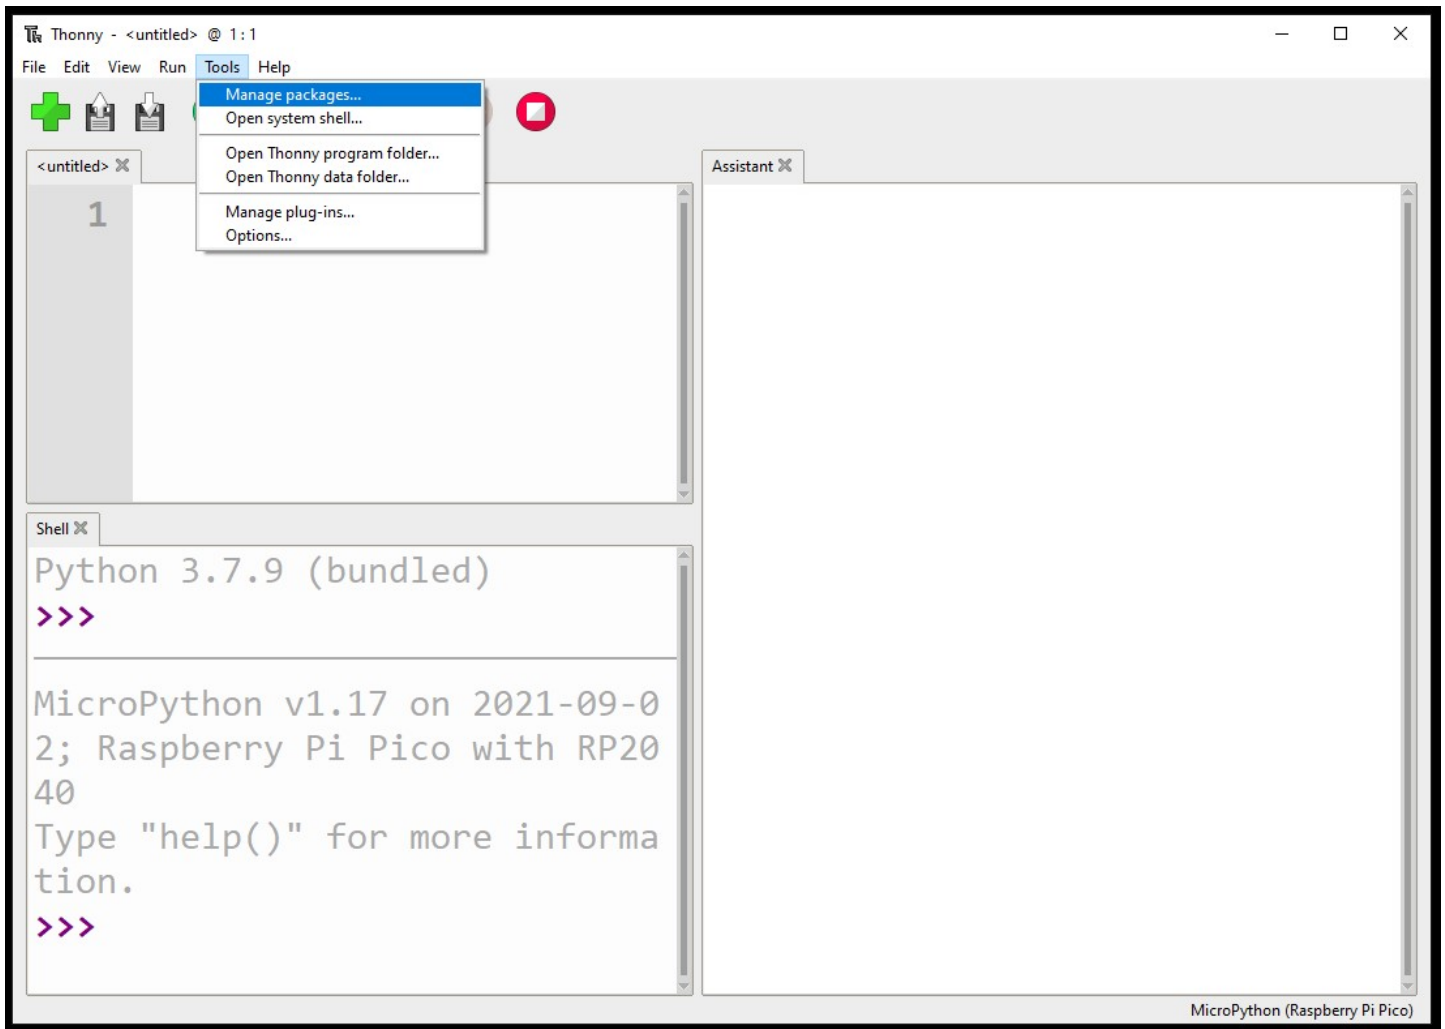 Thonny - <untitled> @ 1:1
File Edit View Run Tools Help
Manage packages...
Open system shell...
Open Thonny program folder...
Open Thonny data folder...
Manage plug-ins...
Options...
<untitled>
1
Assistant
Shell
Python 3.7.9 (bundled)
>>>
MicroPython v1.17 on 2021-09-0
2; Raspberry Pi Pico with RP20
40
Type "help()" for more informa
tion.
>>>
MicroPython (Raspberry Pi Pico)